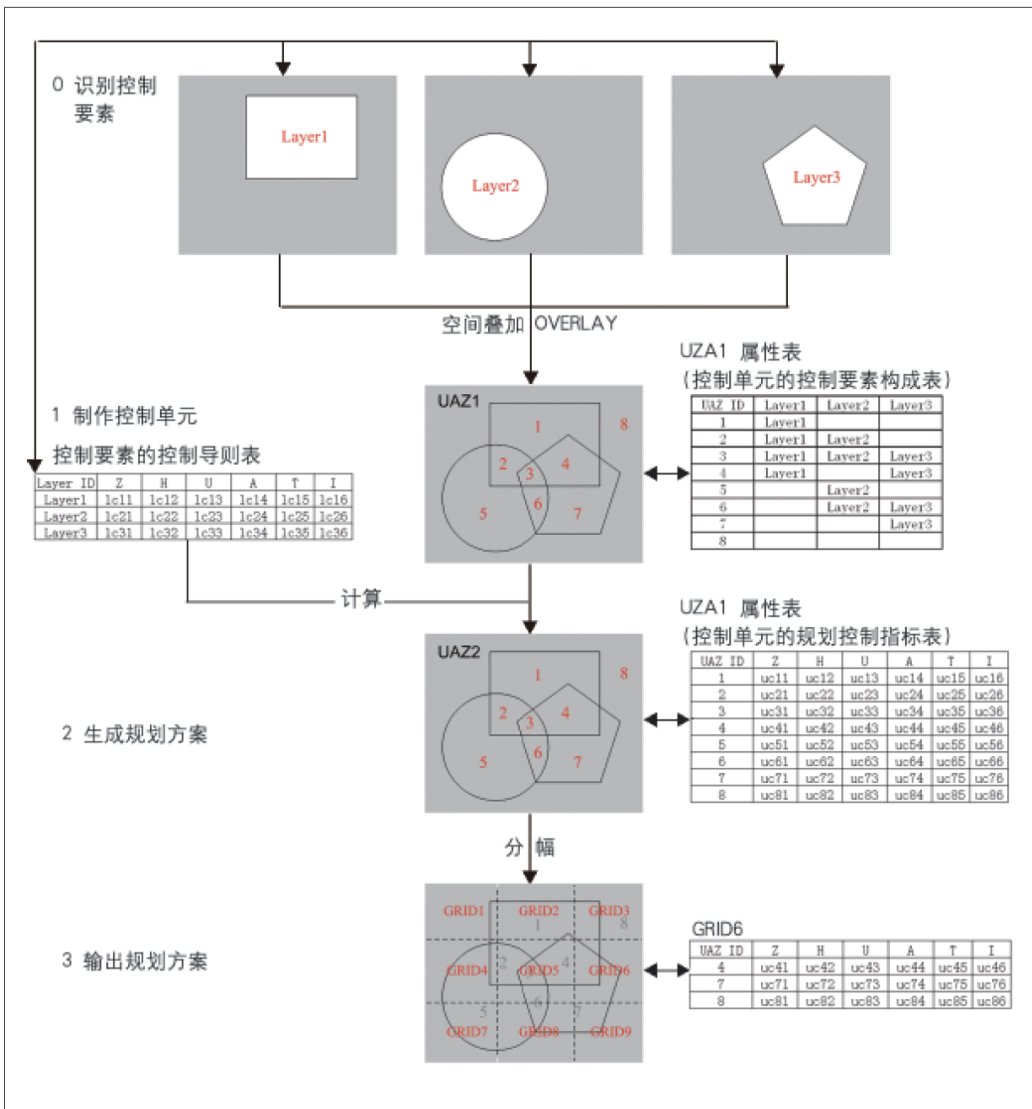 0 识别控制
要素
Layer1
Layer2
Layer3
空间叠加 OVERLAY
1 制作控制单元
控制要素的控制导则表
Layer ID Z H U A T I
Layer1 lc11 lc12 lc13 lc14 lc15 lc16
Layer2 lc21 lc22 lc23 lc24 lc25 lc26
Layer3 lc31 lc32 lc33 lc34 lc35 lc36
UAZ1
1
8
2
3
4
5
6
7
UZA1 属性表
(控制单元的控制要素构成表)
UAZ ID Layer1 Layer2 Layer3
1 Layer1
2 Layer1 Layer2
3 Layer1 Layer2 Layer3
4 Layer1 Layer3
5 Layer2
6 Layer2 Layer3
7 Layer3
8
计算
2 生成规划方案
UAZ2
1
8
2
3
4
5
6
7
UZA1 属性表
(控制单元的规划控制指标表)
UAZ ID Z H U A T I
1 uc11 uc12 uc13 uc14 uc15 uc16
2 uc21 uc22 uc23 uc24 uc25 uc26
3 uc31 uc32 uc33 uc34 uc35 uc36
4 uc41 uc42 uc43 uc44 uc45 uc46
5 uc51 uc52 uc53 uc54 uc55 uc56
6 uc61 uc62 uc63 uc64 uc65 uc66
7 uc71 uc72 uc73 uc74 uc75 uc76
8 uc81 uc82 uc83 uc84 uc85 uc86
分幅
3 输出规划方案
GRID1 GRID2 GRID3
1 8
2 4
GRID4 GRID5 GRID6
5 6 7
GRID7 GRID8 GRID9
GRID6
UAZ ID Z H U A T I
4 uc41 uc42 uc43 uc44 uc45 uc46
7 uc71 uc72 uc73 uc74 uc75 uc76
8 uc81 uc82 uc83 uc84 uc85 uc86